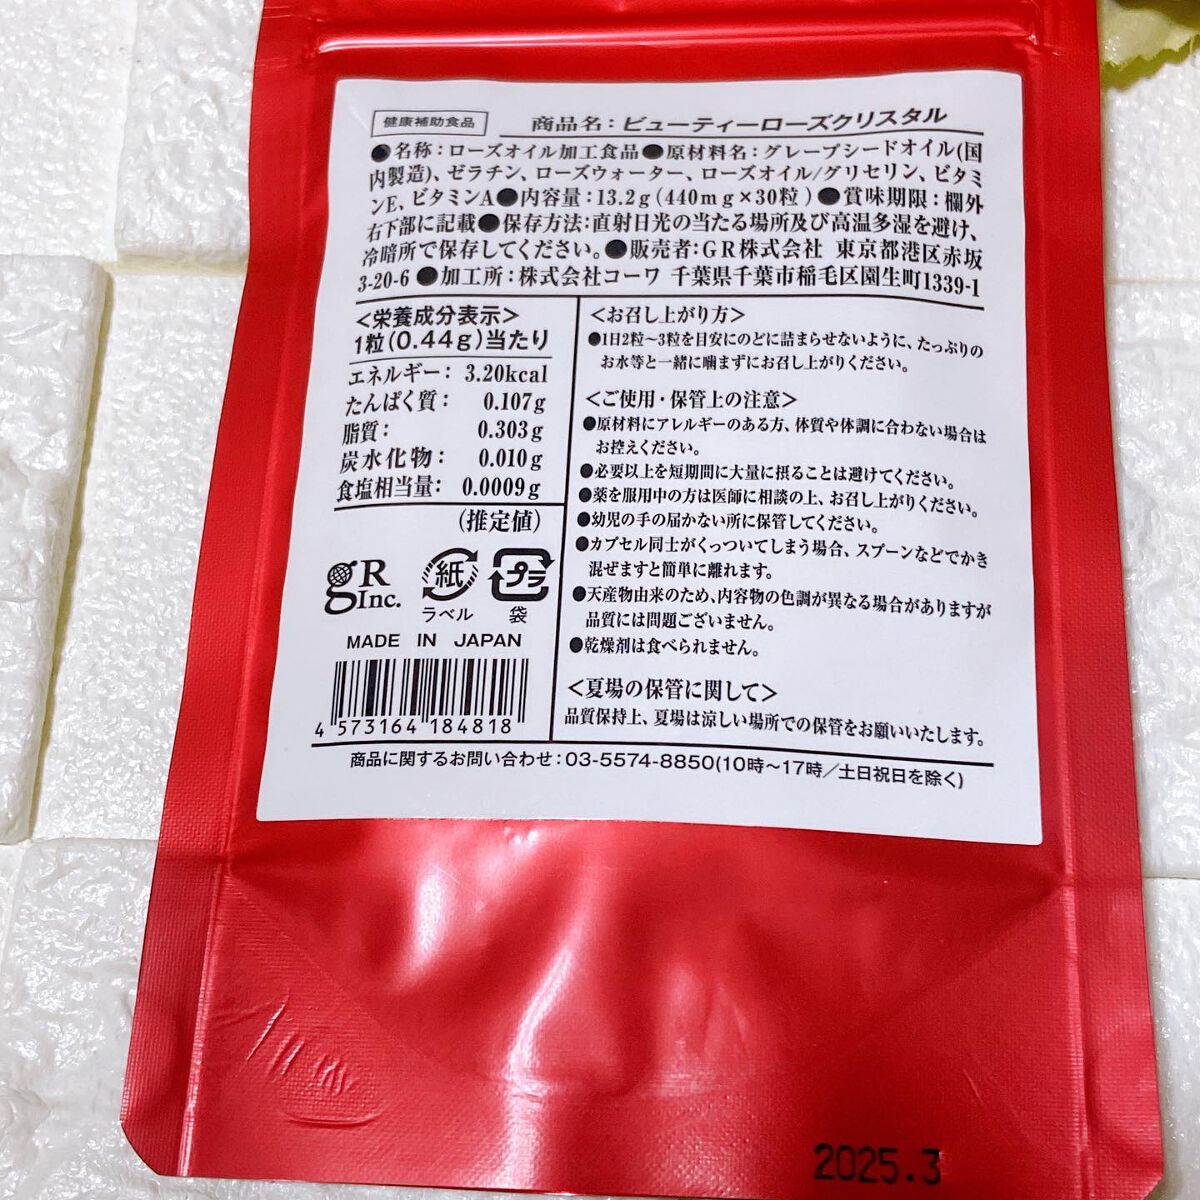 健康補助食品
商品名：ビューティーローズクリスタル
●名称：ローズオイル加工食品●原材料名：グレープシードオイル(国
内製造)、ゼラチン、ローズウォーター、ローズオイル/グリセリン、ビタミ
ンE、ビタミンA●内容量：13.2g(440mg×30粒)●賞味期限：欄外
右下部に記載●保存方法：直射日光の当たる場所及び高温多湿を避け、
冷暗所で保存してください。●販売者：GR株式会社 東京都港区赤坂
3-20-6●加工所：株式会社コーワ 千葉県千葉市稲毛区園生町1339-1
＜栄養成分表示＞
1粒(0.44g)当たり
エネルギー： 3.20kcal
たんぱく質： 0.107g
脂質： 0.303g
炭水化物： 0.010g
食塩相当量： 0.0009g
(推定値)
gR
Inc.
紙
ラベル
プラ
袋
MADE IN JAPAN
4 573164 184818
＜お召し上がり方＞
●1日2粒～3粒を目安にのどに詰まらせないように、たっぷりの
お水等と一緒に噛まずにお召し上がりください。
＜ご使用・保管上の注意＞
●原材料にアレルギーのある方、体質や体調に合わない場合は
お控えください。
●必要以上を短期間に大量に摂ることは避けてください。
●薬を服用中の方は医師に相談の上、お召し上がりください。
●幼児の手の届かない所に保管してください。
●カプセル同士がくっついてしまう場合、スプーンなどでかき
混ぜますと簡単に離れます。
●天産物由来のため、内容物の色調が異なる場合がありますが
品質には問題ございません。
●乾燥剤は食べられません。
＜夏場の保管に関して＞
品質保持上、夏場は涼しい場所での保管をお願いいたします。
商品に関するお問い合わせ：03-5574-8850(10時～17時／土日祝日を除く)
2025.3